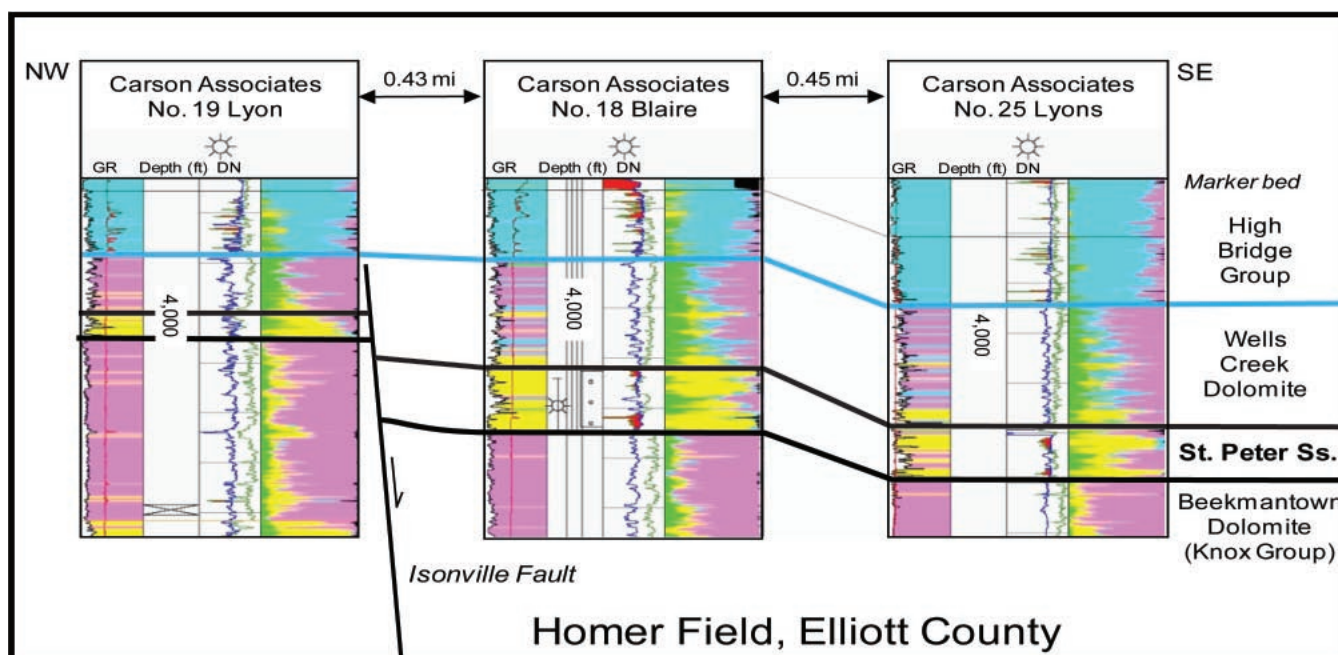 NW
Carson Associates
No. 19 Lyon
GR Depth (ft) DN
4,000
0.43 mi
Carson Associates
No. 18 Blaire
GR Depth (ft) DN
4,000
0.45 mi
Carson Associates
No. 25 Lyons
GR Depth (ft) DN
4,000
SE
Marker bed
High
Bridge
Group
Wells
Creek
Dolomite
St. Peter Ss.
Beekmantown
Dolomite
(Knox Group)
Isonville Fault
Homer Field, Elliott County